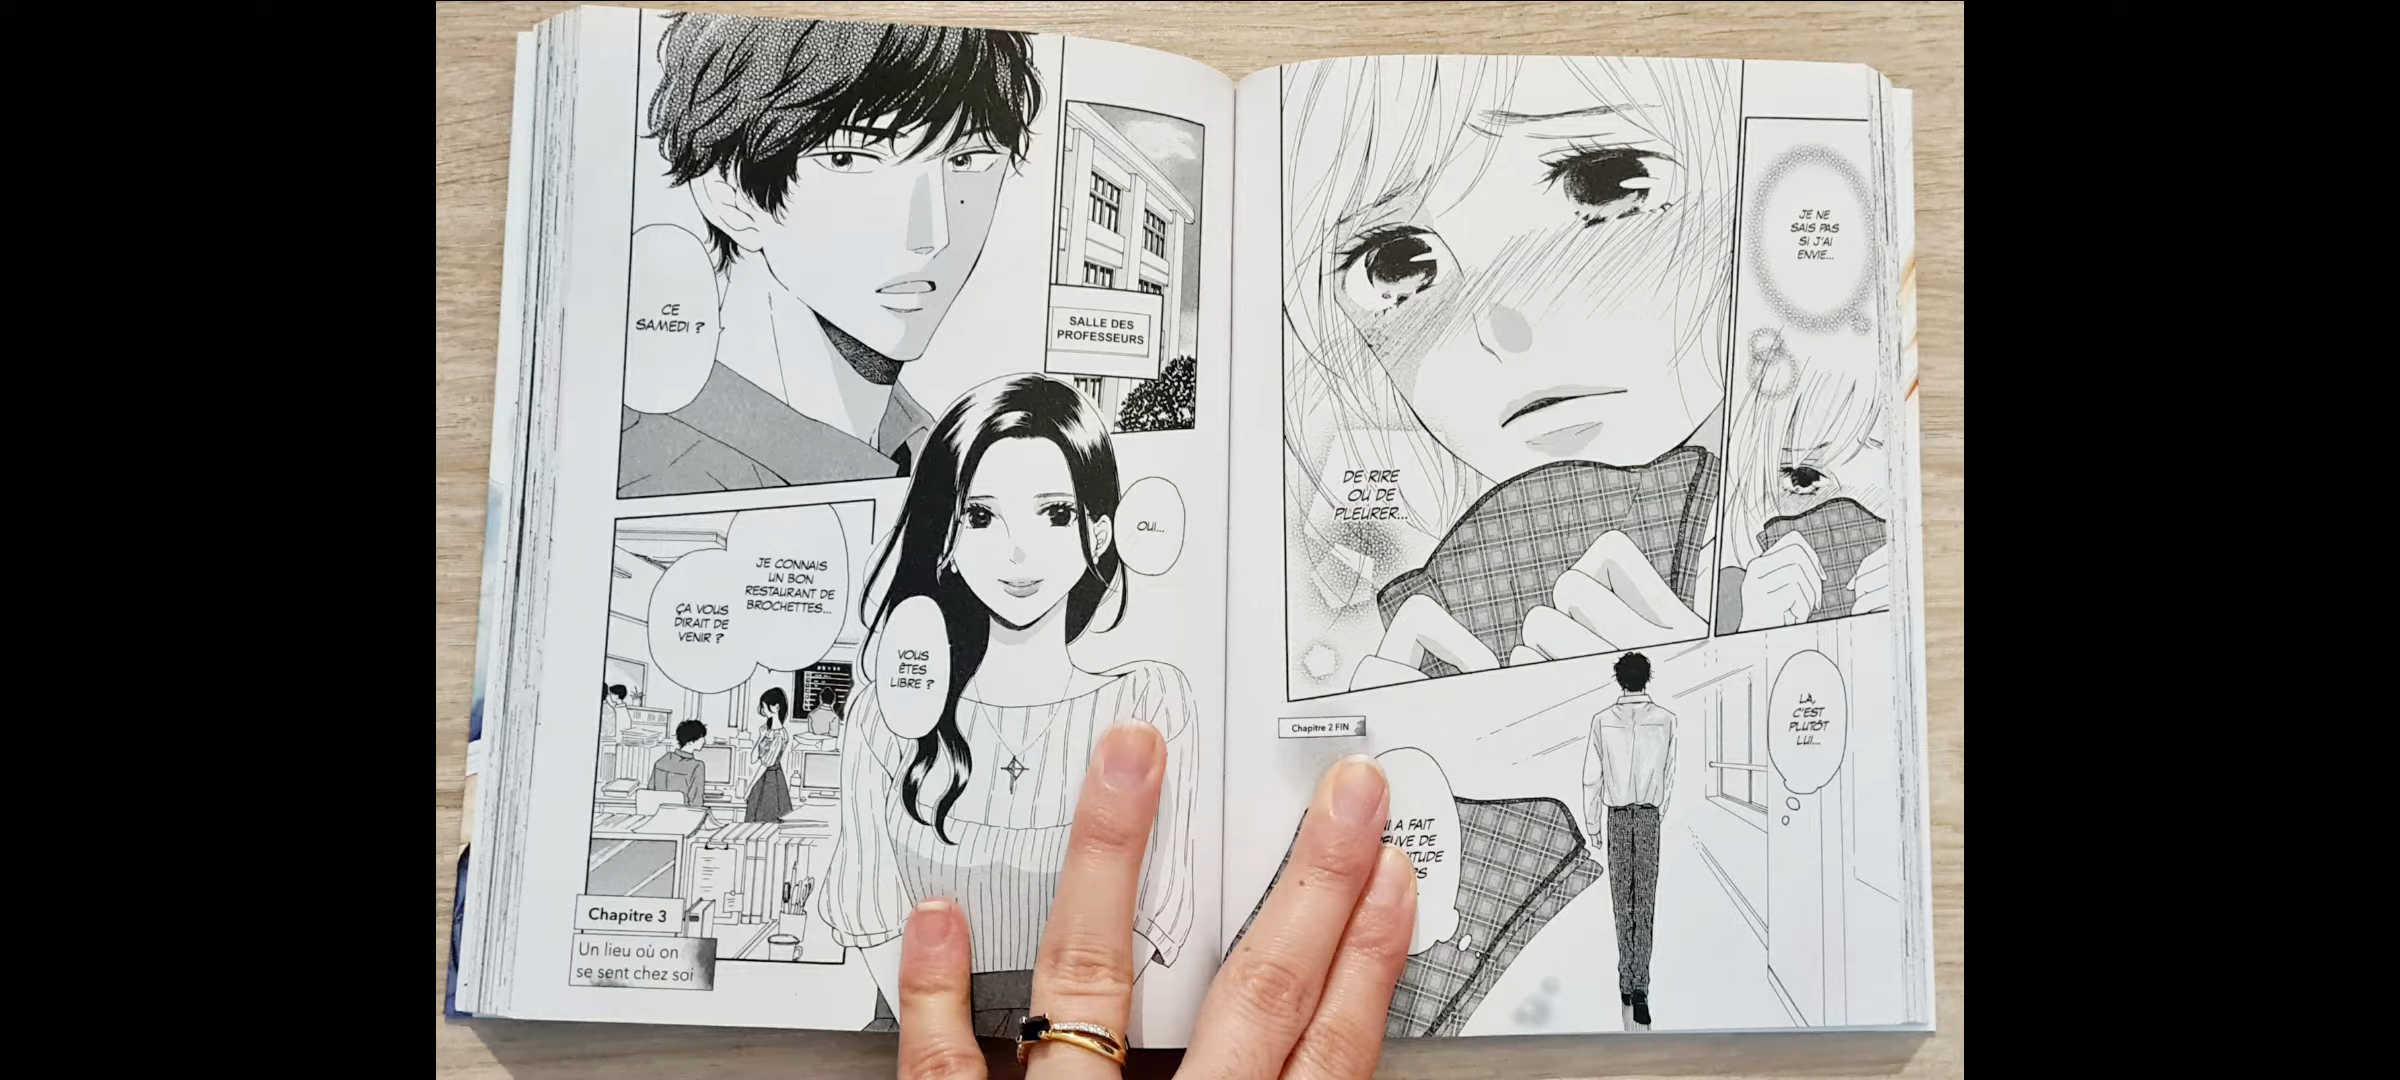 JE NE
SAIS PAS
SI J'AI
ENVIE...
DE RIRE
OU DE
PLEURER...
LÀ,
C'EST
PLUTÔT
LUI...
A FAIT
DE
Chapitre 2 FIN
SALLE DES
PROFESSEURS
CE
SAMEDI ?
OUI...
VOUS
ÊTES
LIBRE ?
JE CONNAIS
UN BON
RESTAURANT DE
BROCHETTES...
ÇA VOUS
DIRAIT DE
VENIR ?
Chapitre 3
Un lieu où on
se sent chez soi